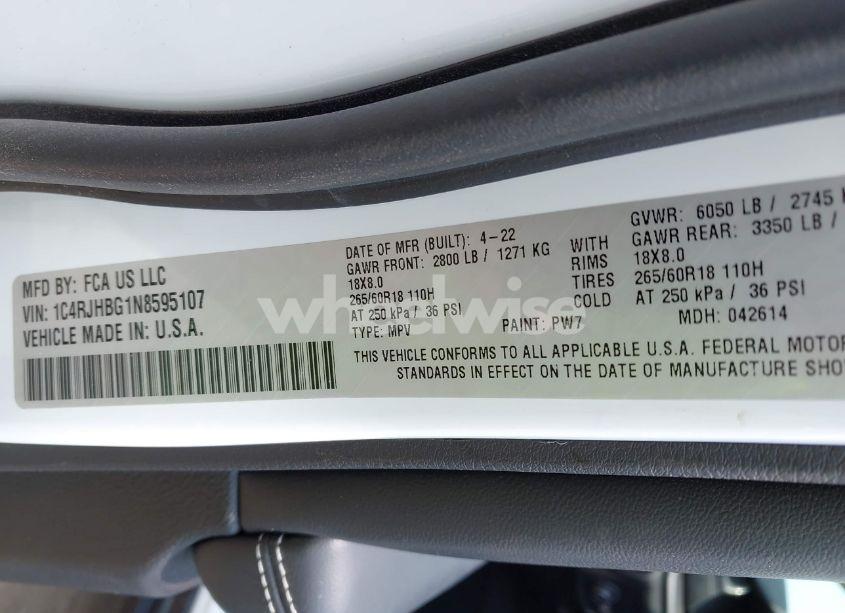 MFD BY: FCA US LLC
VIN: 1C4RJHBG1N8595107
VEHICLE MADE IN: U.S.A.
DATE OF MFR (BUILT): 4-22
GAWR FRONT: 2800 LB / 1271 KG
18X8.0
265/60R18 110H
AT 250 kPa / 36 PSI
TYPE: MPV
PAINT: PW7
WITH
RIMS
TIRES
COLD
GVWR: 6050 LB / 2745
GAWR REAR: 3350 LB /
18X8.0
265/60R18 110H
AT 250 kPa / 36 PSI
MDH: 042614
THIS VEHICLE CONFORMS TO ALL APPLICABLE U.S.A. FEDERAL MOTOR
STANDARDS IN EFFECT ON THE DATE OF MANUFACTURE SHO
wheelwise